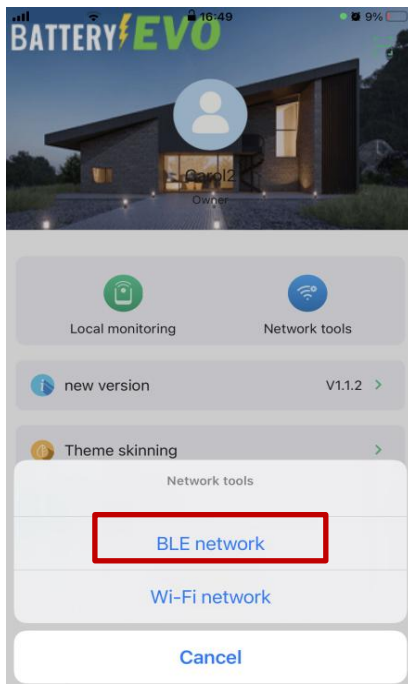 16:49
9%
BATTERY EVO
Carol2
Owner
Local monitoring
Network tools
new version
V1.1.2
Theme skinning
Network tools
BLE network
Wi-Fi network
Cancel